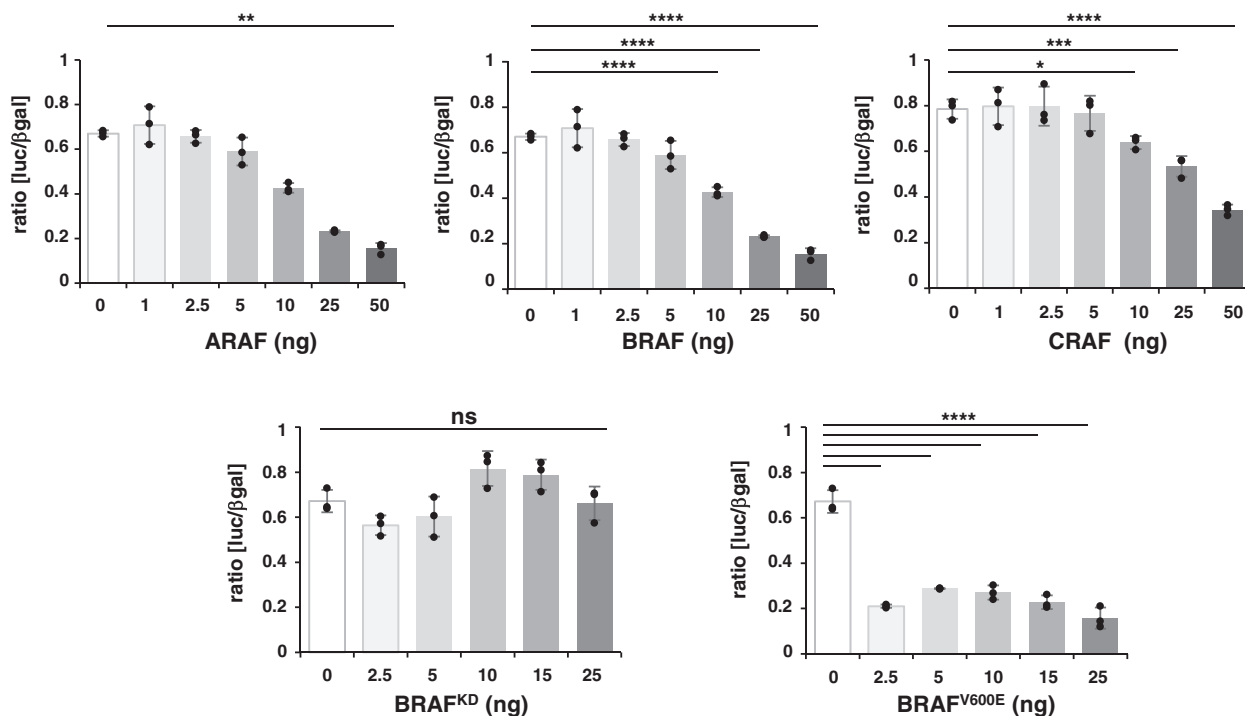 **
ratio [luc/βgal]
1
0.8
0.6
0.4
0.2
0
0 1 2.5 5 10 25 50
ARAF (ng)
****
****
****
ratio [luc/βgal]
1
0.8
0.6
0.4
0.2
0
0 1 2.5 5 10 25 50
BRAF (ng)
****
***
*
ratio [luc/βgal]
1
0.8
0.6
0.4
0.2
0
0 1 2.5 5 10 25 50
CRAF (ng)
ns
ratio [luc/βgal]
1
0.8
0.6
0.4
0.2
0
0 2.5 5 10 15 25
BRAFKD (ng)
****
ratio [luc/βgal]
1
0.8
0.6
0.4
0.2
0
0 2.5 5 10 15 25
BRAFV600E (ng)